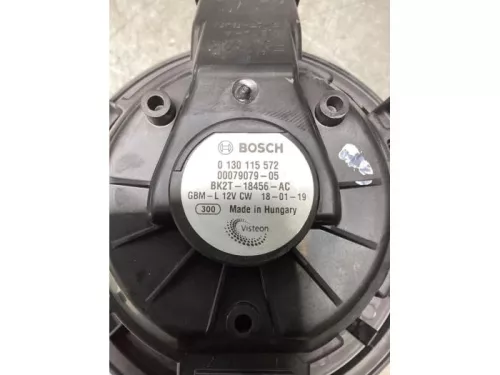 BOSCH
0 130 115 572
00079079-05
BK2T-18456-AC
GBM-L 12V CW 18-01-19
300 Made in Hungary
Visteon